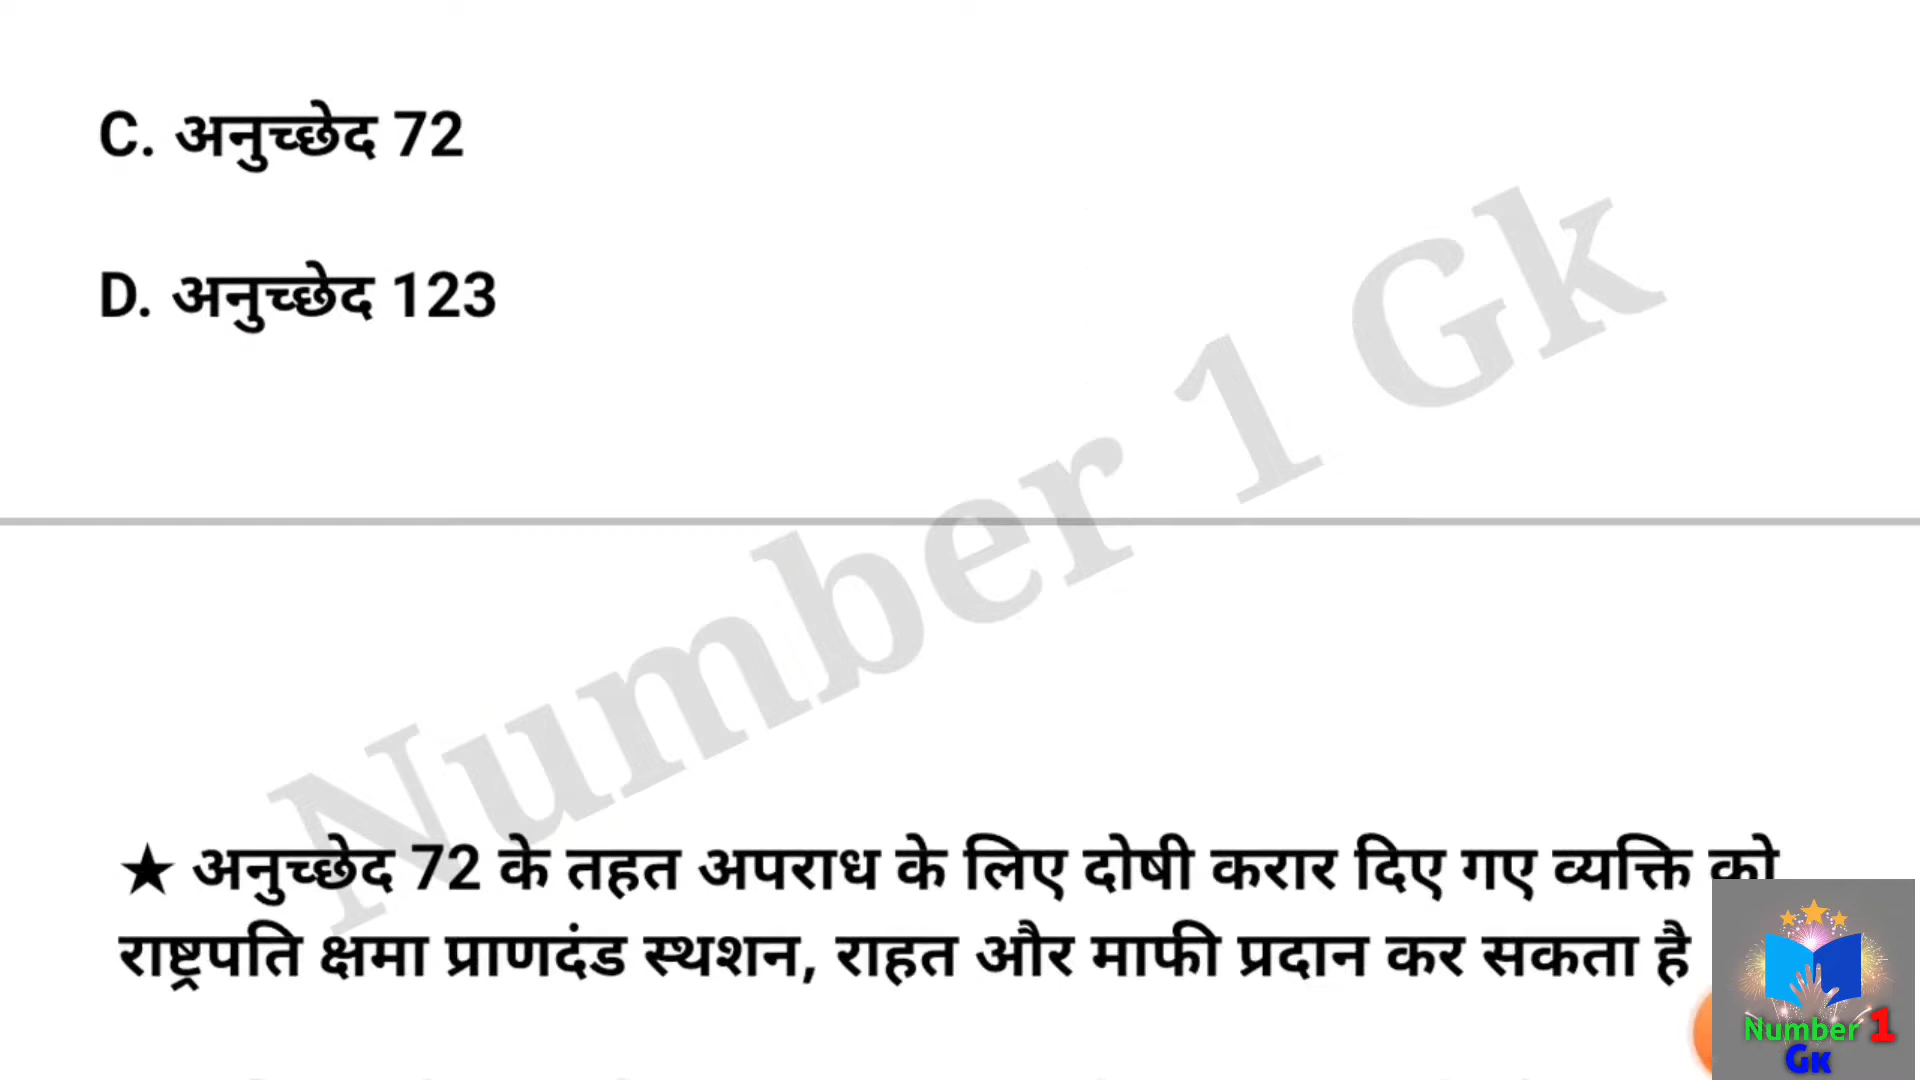 C. अनुच्छेद 72
D. अनुच्छेद 123
Number 1 Gk
★ अनुच्छेद 72 के तहत अपराध के लिए दोषी करार दिए गए व्यक्ति को
राष्ट्रपति क्षमा प्राणदंड स्थशन, राहत और माफी प्रदान कर सकता है
Number 1
GK